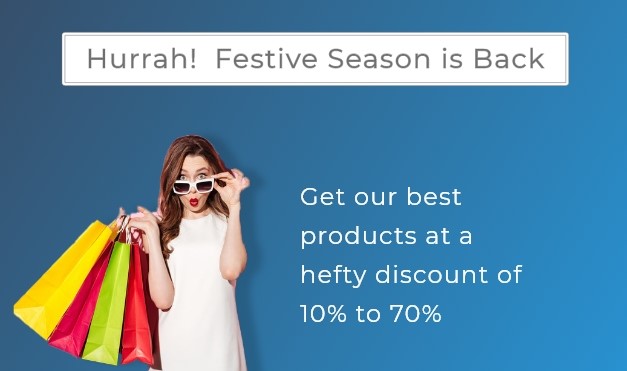 Hurrah!  Festive Season is Back
Get our best
products at a
hefty discount of
10% to 70%